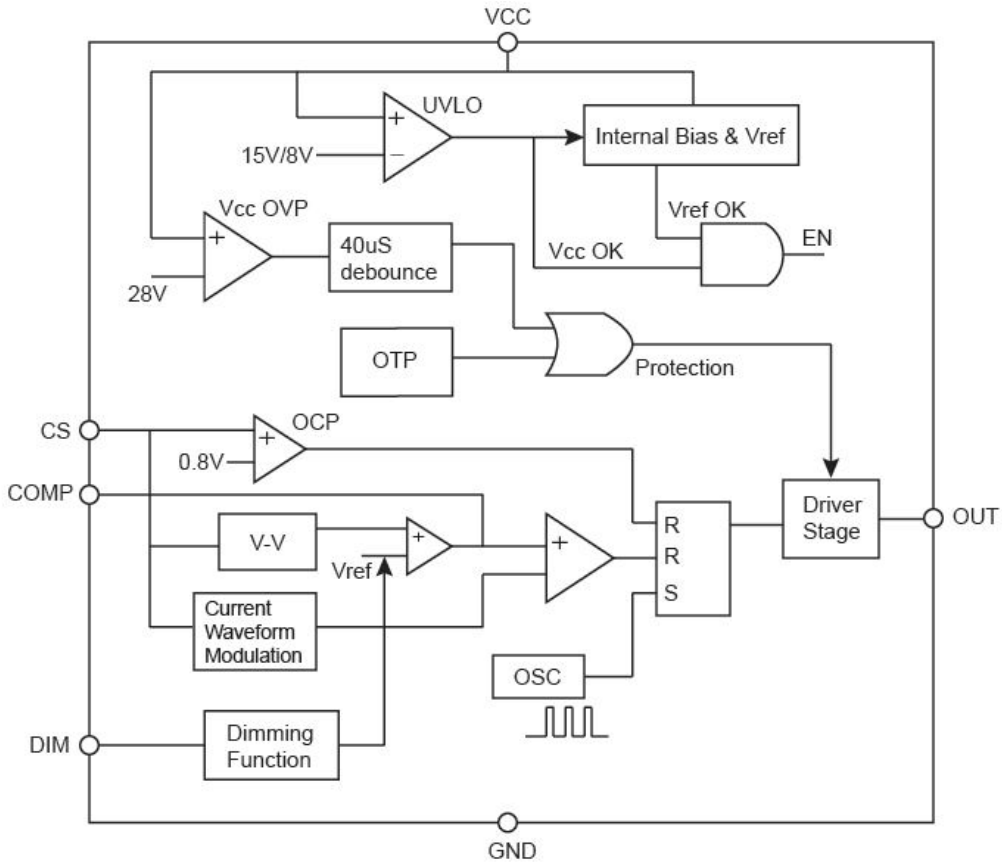 VCC
UVLO
+
15V/8V
−
Internal Bias & Vref
Vcc OVP
+
28V
40uS
debounce
Vref OK
Vcc OK
EN
OTP
Protection
CS
OCP
+
0.8V
COMP
V-V
+
Vref
+
R
R
S
Driver
Stage
OUT
Current
Waveform
Modulation
OSC
DIM
Dimming
Function
GND